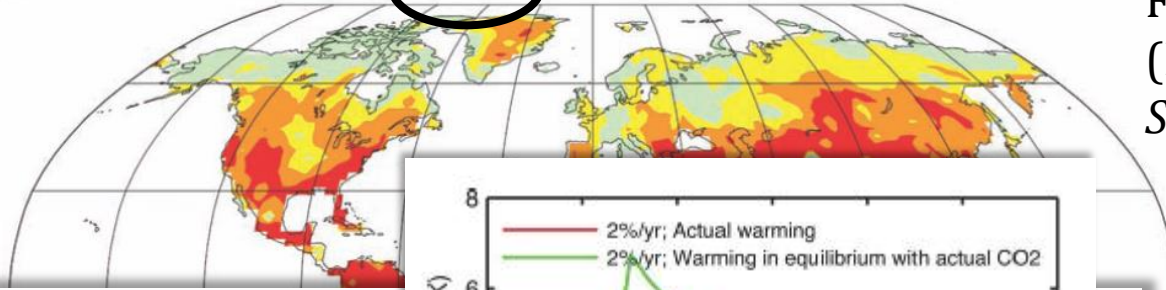 F
(
S
8
2%/yr; Actual warming
2%/yr; Warming in equilibrium with actual CO2
6